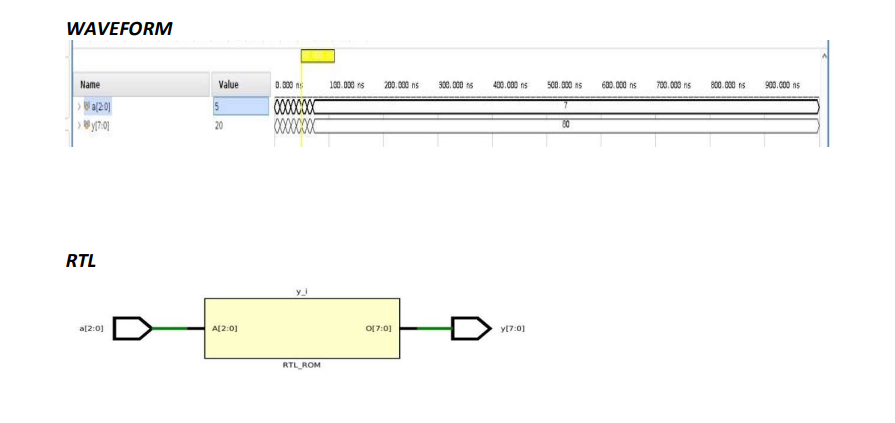 WAVEFORM
Name Value 0.000 ns 100.000 ns 200.000 ns 300.000 ns 400.000 ns 500.000 ns 600.000 ns 700.000 ns 800.000 ns 900.000 ns
a[2:0] 5 7
y[7:0] 20 80
RTL
y_i
a[2:0] A[2:0] O[7:0] y[7:0]
RTL_ROM